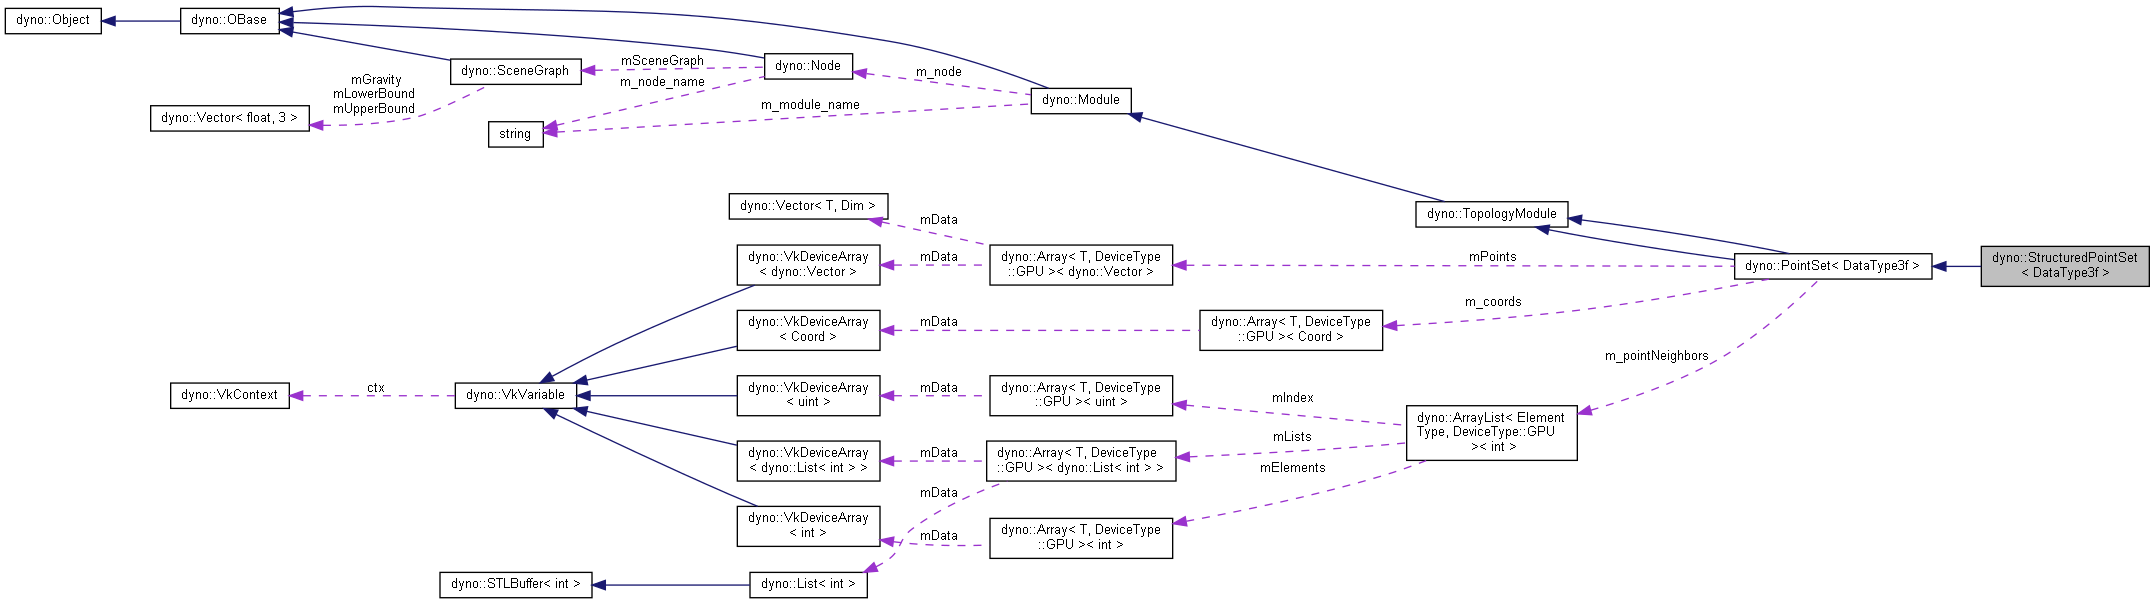 dyno::Object
dyno::OBase
dyno::SceneGraph
mSceneGraph
dyno::Node
m_node_name
m_node
mGravity
mLowerBound
mUpperBound
dyno::Vector< float, 3 >
string
m_module_name
dyno::Module
dyno::Vector< T, Dim >
mData
dyno::TopologyModule
dyno::VkDeviceArray
< dyno::Vector >
mData
dyno::Array< T, DeviceType
::GPU >< dyno::Vector >
mPoints
dyno::PointSet< DataType3f >
dyno::StructuredPointSet
< DataType3f >
dyno::VkDeviceArray
< Coord >
mData
dyno::Array< T, DeviceType
::GPU >< Coord >
m_coords
m_pointNeighbors
dyno::VkContext
ctx
dyno::VkVariable
dyno::VkDeviceArray
< uint >
mData
dyno::Array< T, DeviceType
::GPU >< uint >
mIndex
dyno::ArrayList< Element
Type, DeviceType::GPU
>< int >
dyno::VkDeviceArray
< dyno::List< int > >
mData
dyno::Array< T, DeviceType
::GPU >< dyno::List< int > >
mLists
mElements
mData
dyno::VkDeviceArray
< int >
mData
dyno::Array< T, DeviceType
::GPU >< int >
dyno::STLBuffer< int >
dyno::List< int >